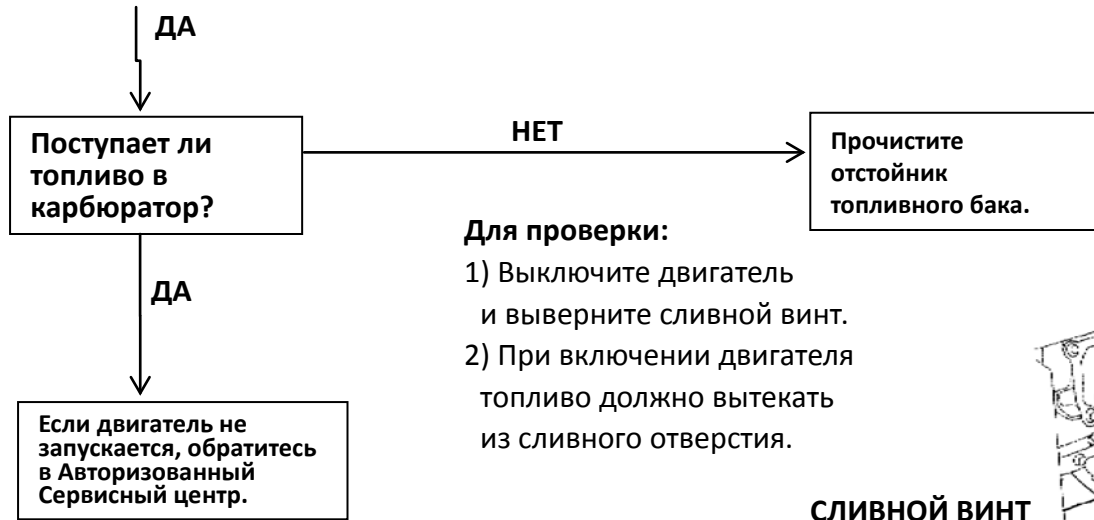 ДА
Поступает ли
топливо в
карбюратор?
НЕТ
Прочистите
отстойник
топливного бака.
Для проверки:
1) Выключите двигатель
и выверните сливной винт.
2) При включении двигателя
топливо должно вытекать
из сливного отверстия.
ДА
Если двигатель не
запускается, обратитесь
в Авторизованный
Сервисный центр.
СЛИВНОЙ ВИНТ